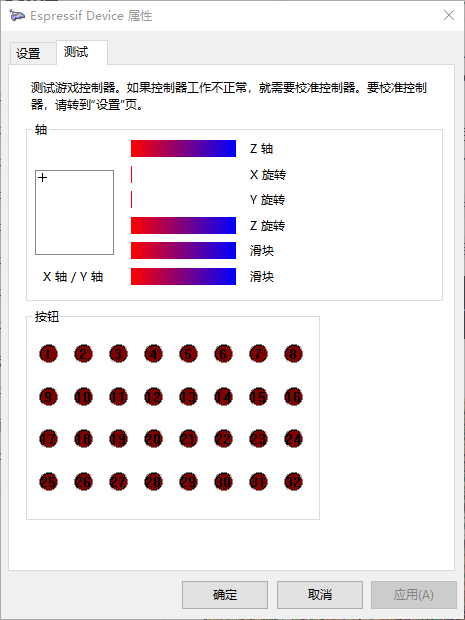 Espressif Device 属性
设置
测试
测试游戏控制器。如果控制器工作不正常，就需要校准控制器。要校准控制
器，请转到“设置”页。
轴
Z 轴
X 旋转
Y 旋转
Z 旋转
滑块
滑块
X 轴 / Y 轴
按钮
1 2 3 4 5 6 7 8
9 10 11 12 13 14 15 16
17 18 19 20 21 22 23 24
25 26 27 28 29 30 31 32
确定
取消
应用(A)